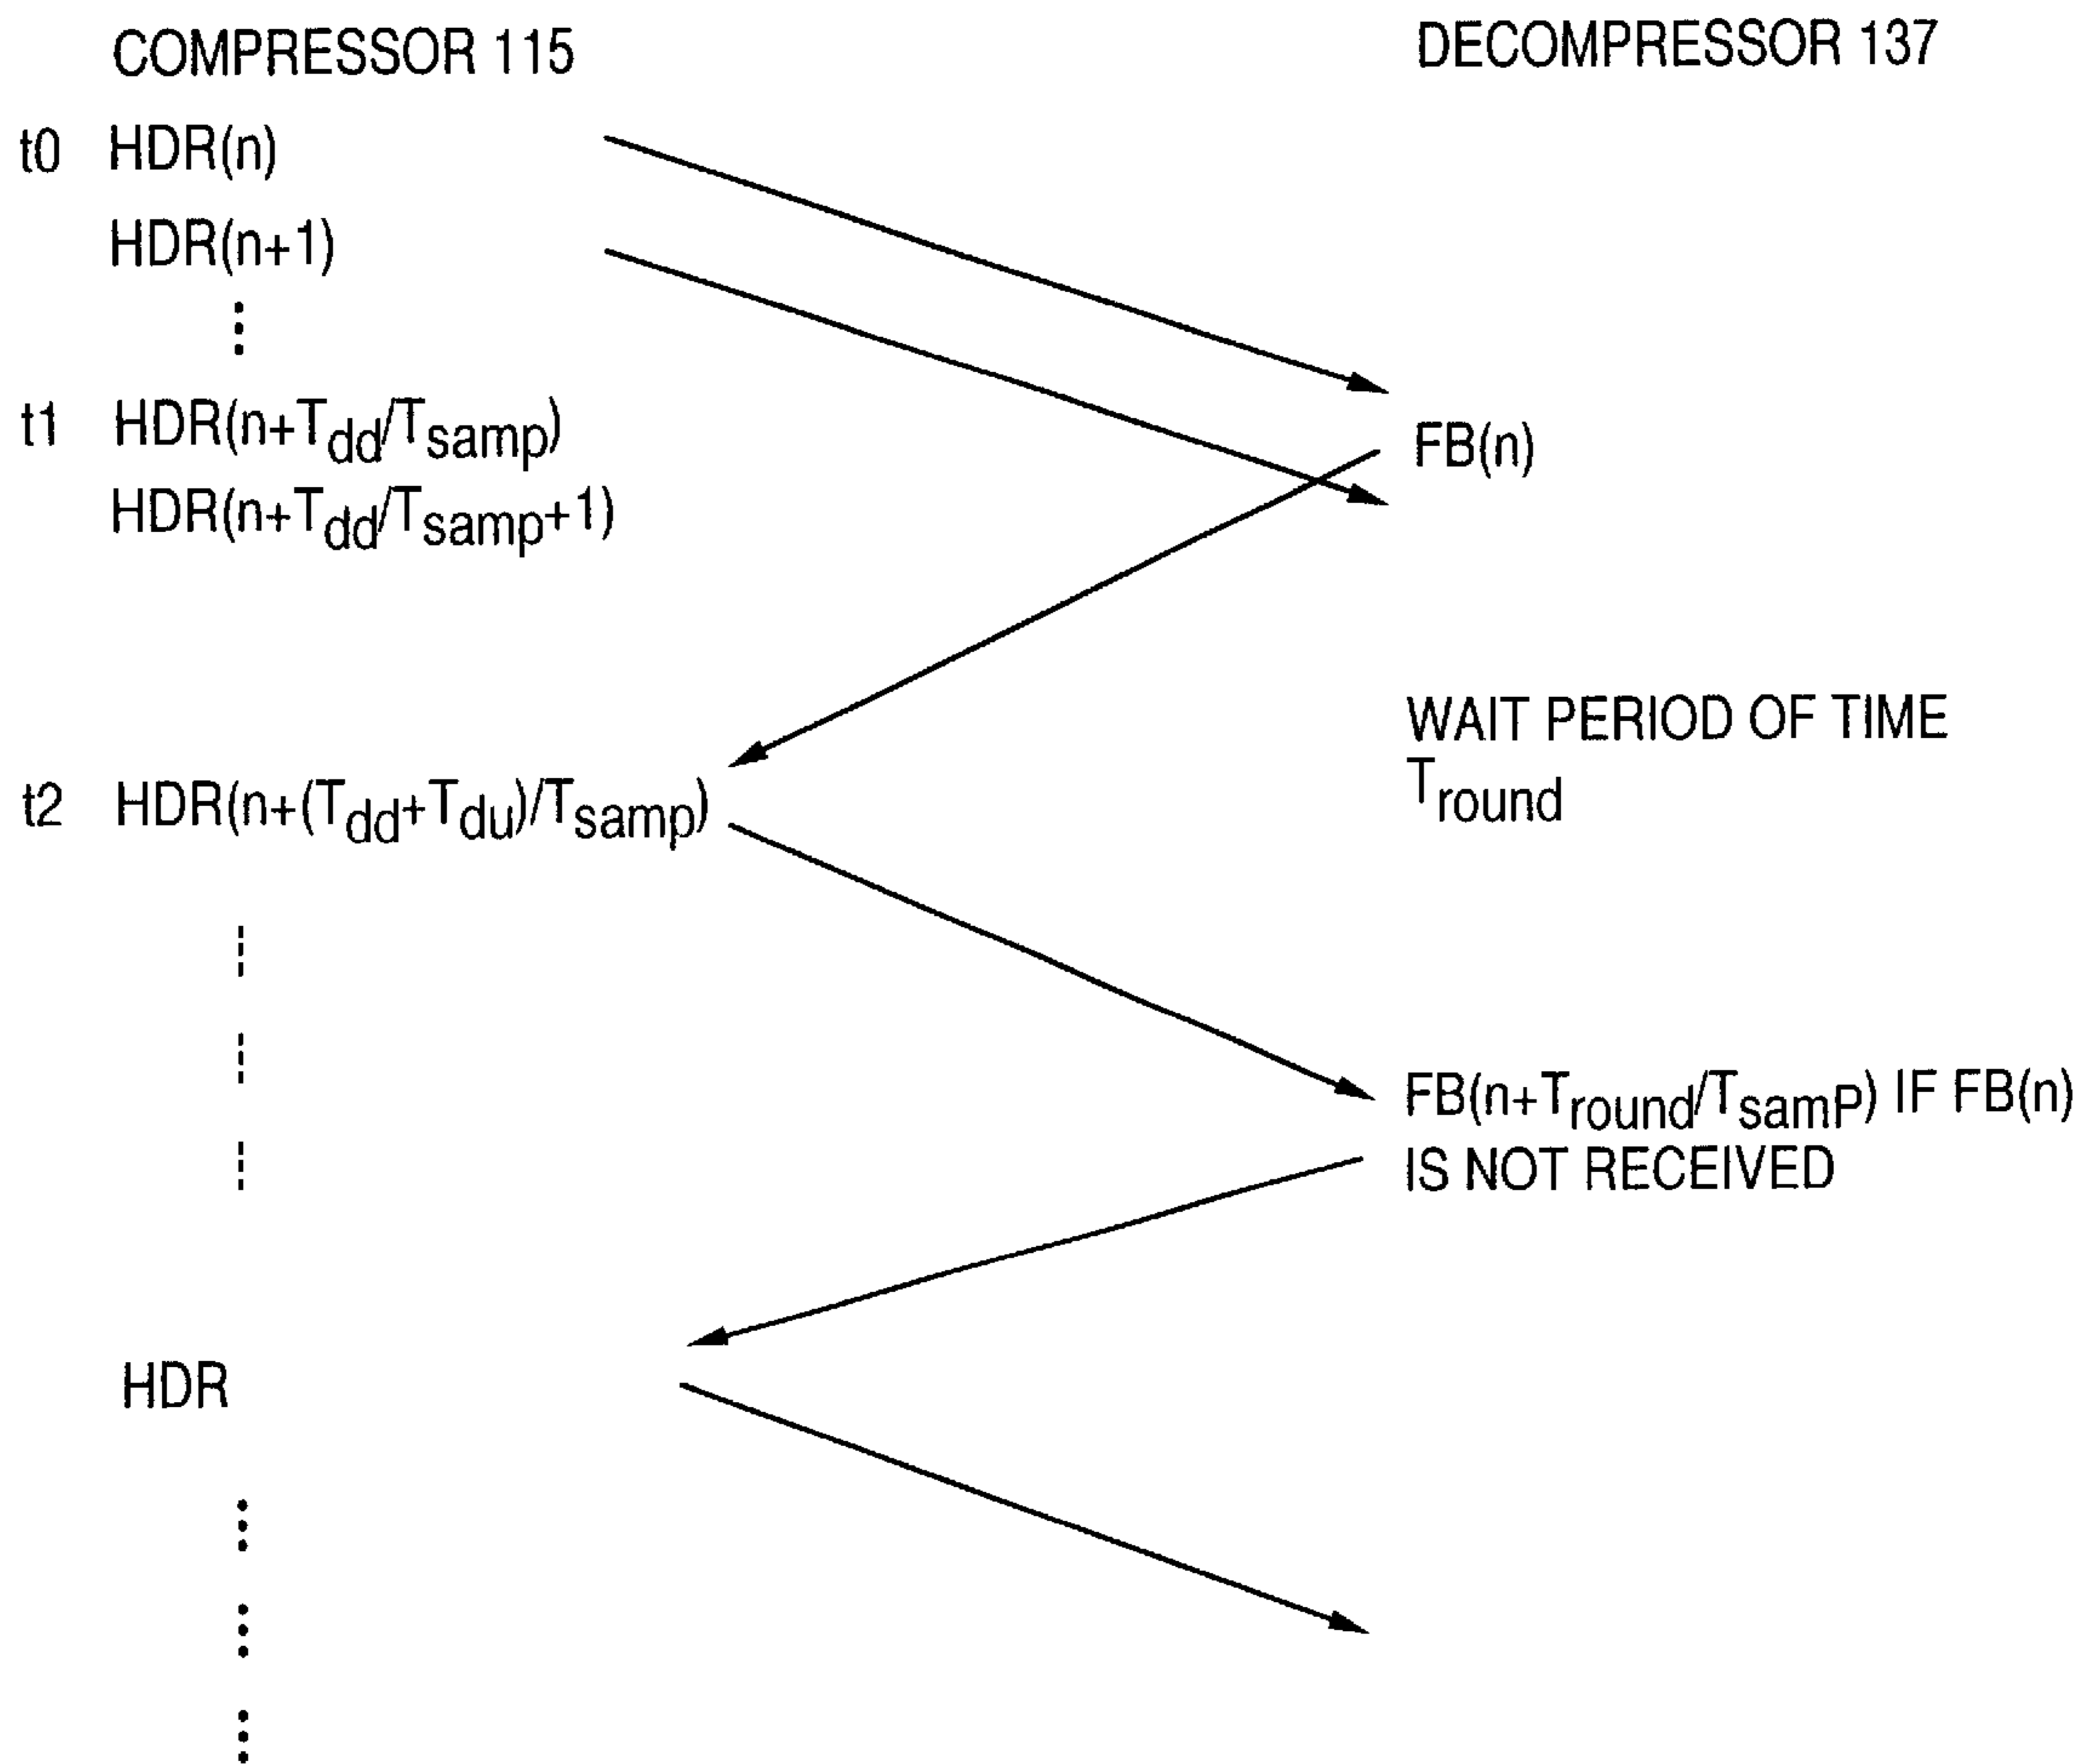 COMPRESSOR 115
DECOMPRESSOR 137
t0 HDR(n)
HDR(n+1)
t1 HDR(n+Tdd/Tsamp)
FB(n)
HDR(n+Tdd/Tsamp+1)
WAIT PERIOD OF TIME
Tround
t2 HDR(n+(Tdd+Tdu)/Tsamp)
FB(n+Tround/TsamP) IF FB(n)
IS NOT RECEIVED
HDR